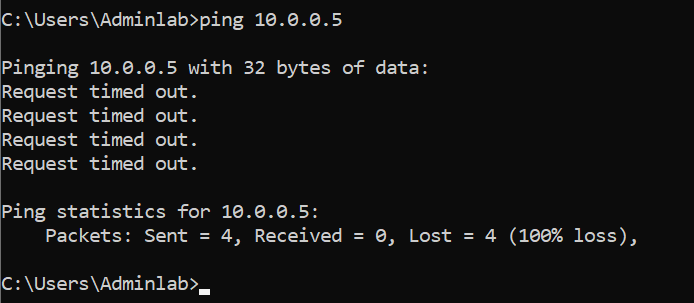 C:\Users\Adminlab>ping 10.0.0.5
Pinging 10.0.0.5 with 32 bytes of data:
Request timed out.
Request timed out.
Request timed out.
Request timed out.
Ping statistics for 10.0.0.5:
    Packets: Sent = 4, Received = 0, Lost = 4 (100% loss),
C:\Users\Adminlab>